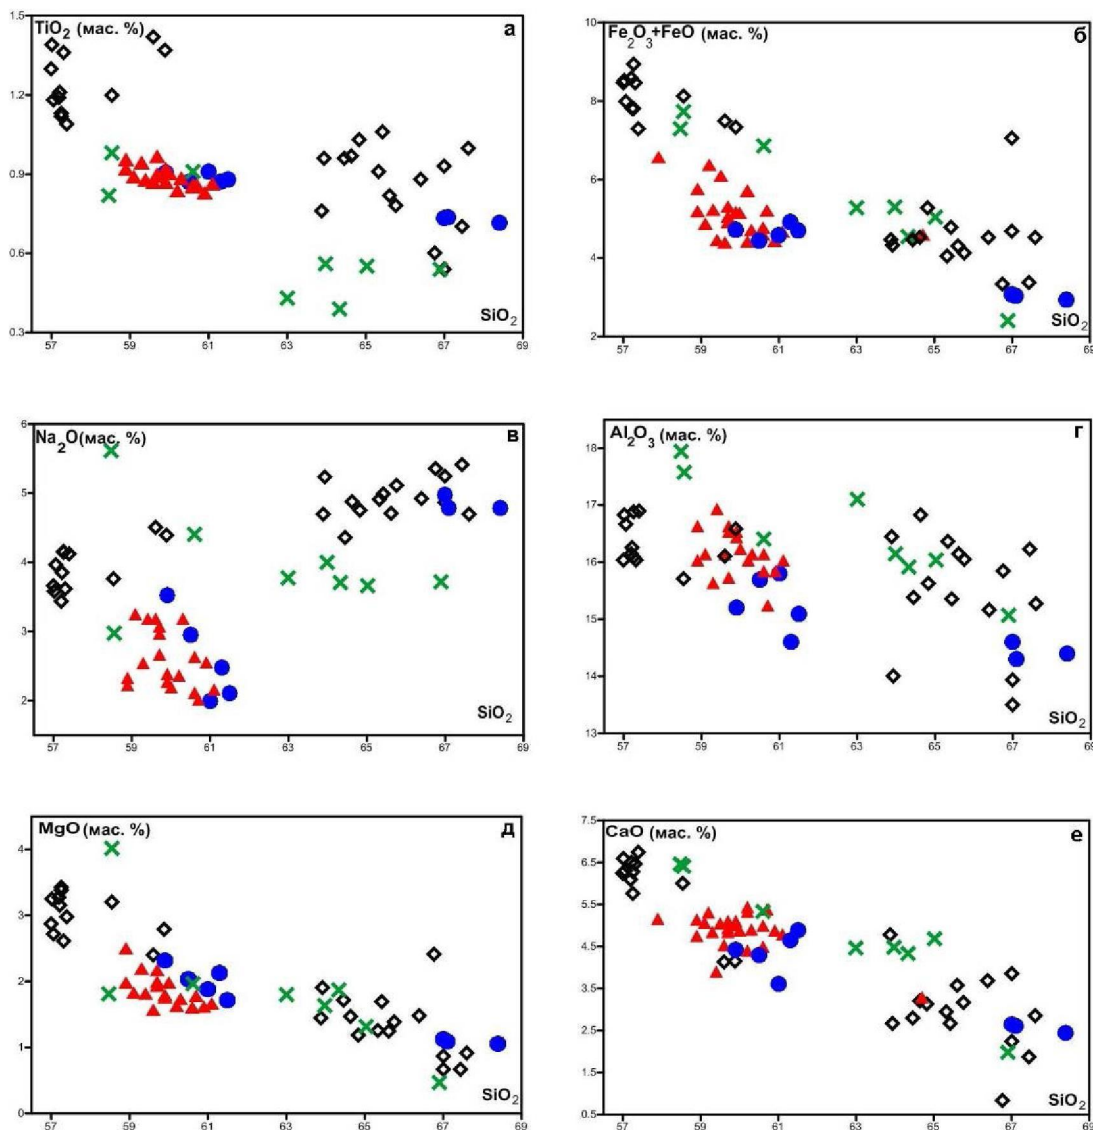 1.5
TiO₂ (мас. %)
а
1.2
0.9
0.6
0.3
SiO₂
57 59 61 63 65 67 69
10
Fe₂O₃+FeO (мас. %)
б
8
6
4
2
SiO₂
57 59 61 63 65 67 69
6
Na₂O (мас. %)
в
5
4
3
2
SiO₂
57 59 61 63 65 67 69
Al₂O₃ (мас. %)
г
18
17
16
15
14
13
SiO₂
57 59 61 63 65 67 69
MgO (мас. %)
д
4
3
2
1
0
SiO₂
57 59 61 63 65 67 69
7.5
CaO (мас. %)
е
6.5
5.5
4.5
3.5
2.5
1.5
0.5
SiO₂
57 59 61 63 65 67 69